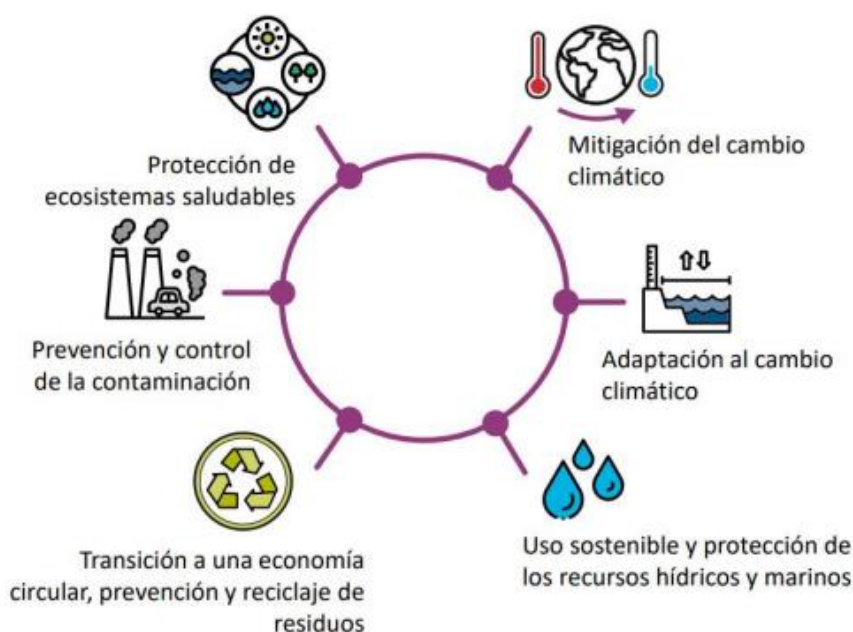 Protección de
ecosistemas saludables
Mitigación del cambio
climático
Prevención y control
de la contaminación
Adaptación al cambio
climático
Transición a una economía
circular, prevención y reciclaje de
residuos
Uso sostenible y protección de
los recursos hídricos y marinos